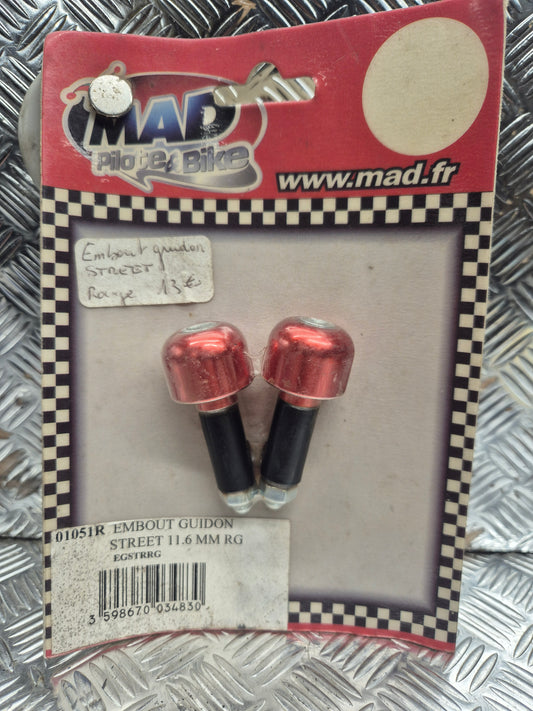 MAD
Pilote & Bike
www.mad.fr
Embout guidon
STREET
Rouge 13€
01051R EMBOUT GUIDON
STREET 11.6 MM RG
EGSTRRG
3 598670 034830